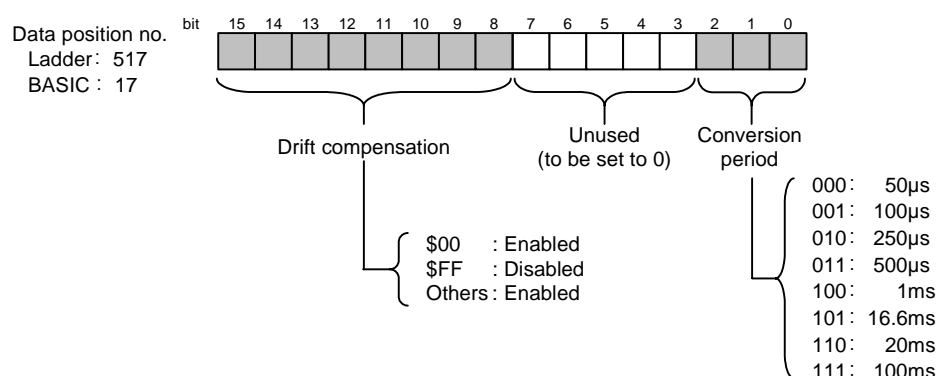 Data position no.
Ladder: 517
BASIC : 17
bit 15 14 13 12 11 10 9 8 7 6 5 4 3 2 1 0
Drift compensation
Unused
(to be set to 0)
Conversion
period
$00 : Enabled
$FF : Disabled
Others : Enabled
000: 50µs
001: 100µs
010: 250µs
011: 500µs
100: 1ms
101: 16.6ms
110: 20ms
111: 100ms